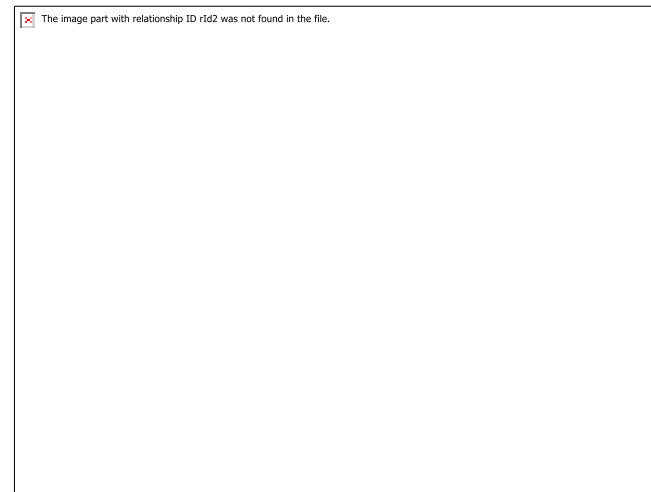 The image part with relationship ID rId2 was not found in the file.